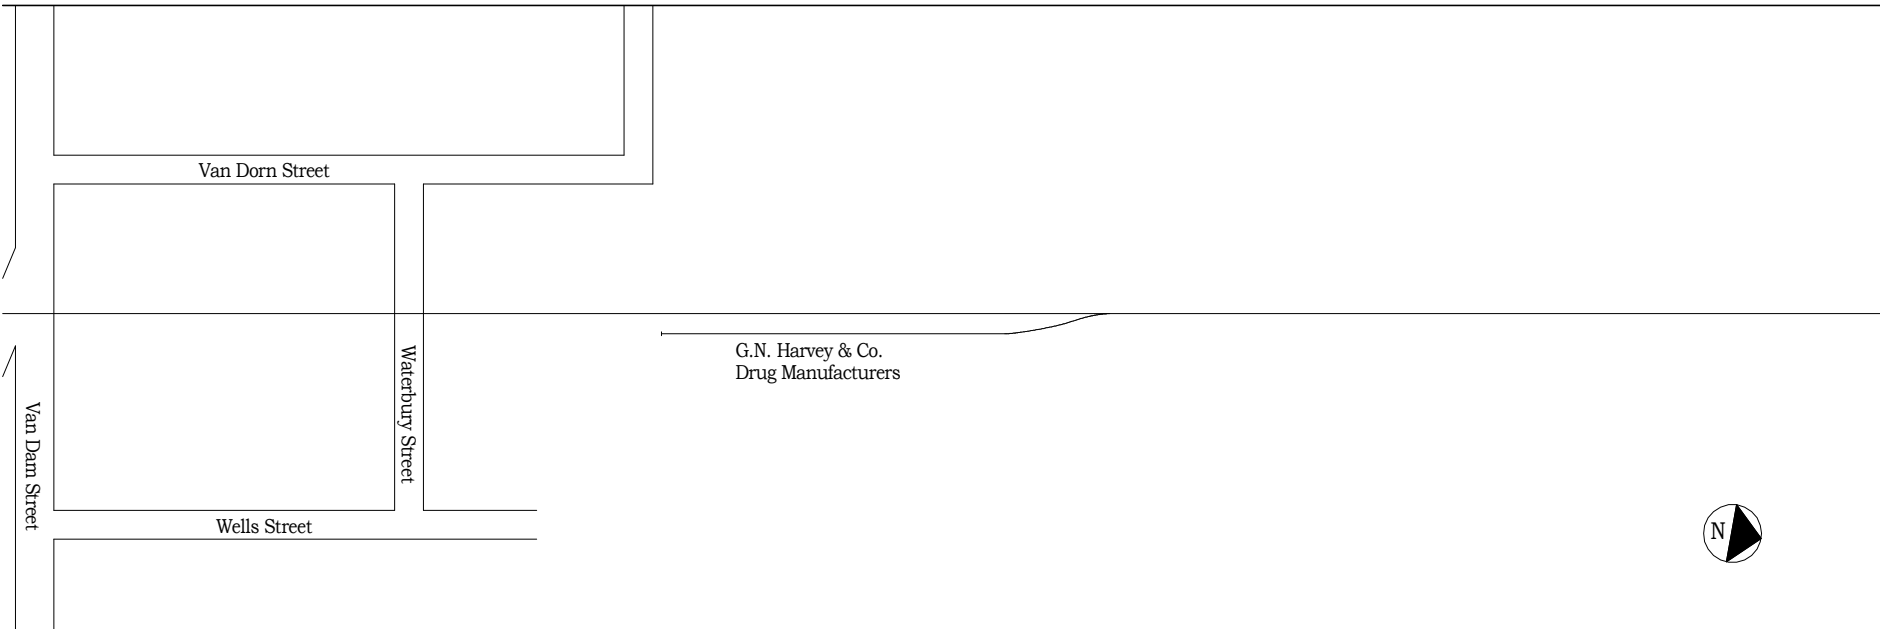 Van Dorn Street
G.N. Harvey & Co.
Drug Manufacturers
Waterbury Street
Van Dam Street
Wells Street
N